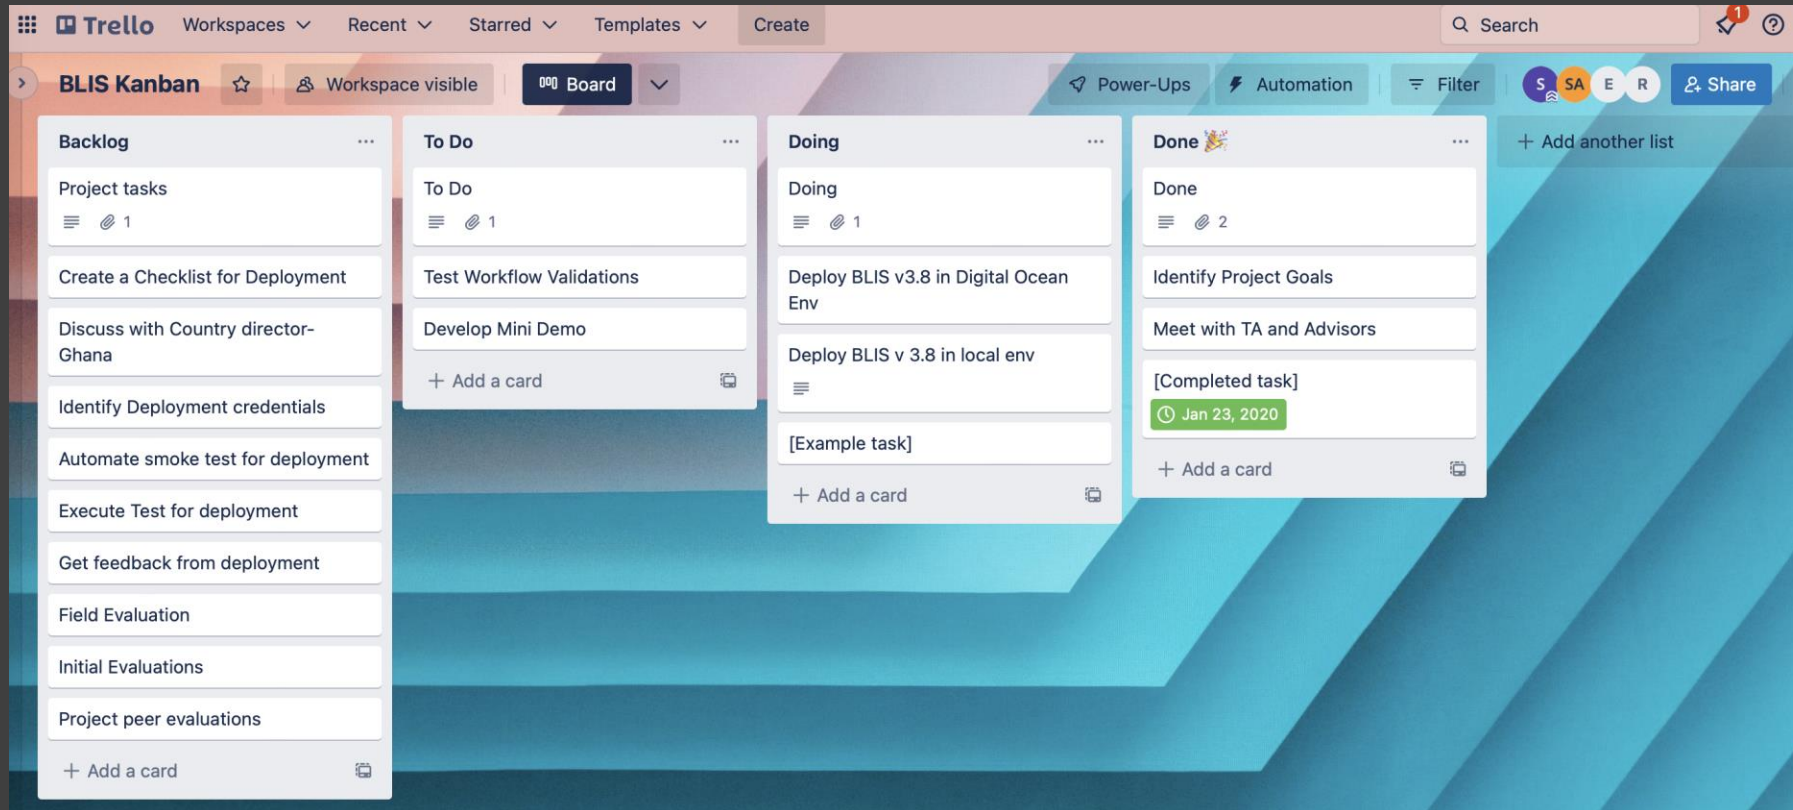 Trello Workspaces Recent Starred Templates Create Search 1
BLIS Kanban Workspace visible Board Power-Ups Automation Filter S SA E R Share
Backlog
Project tasks
1
Create a Checklist for Deployment
Discuss with Country director-
Ghana
Identify Deployment credentials
Automate smoke test for deployment
Execute Test for deployment
Get feedback from deployment
Field Evaluation
Initial Evaluations
Project peer evaluations
+ Add a card
To Do
To Do
1
Test Workflow Validations
Develop Mini Demo
+ Add a card
Doing
Doing
1
Deploy BLIS v3.8 in Digital Ocean
Env
Deploy BLIS v 3.8 in local env
[Example task]
+ Add a card
Done 🎉
Done
2
Identify Project Goals
Meet with TA and Advisors
[Completed task]
Jan 23, 2020
+ Add a card
+ Add another list